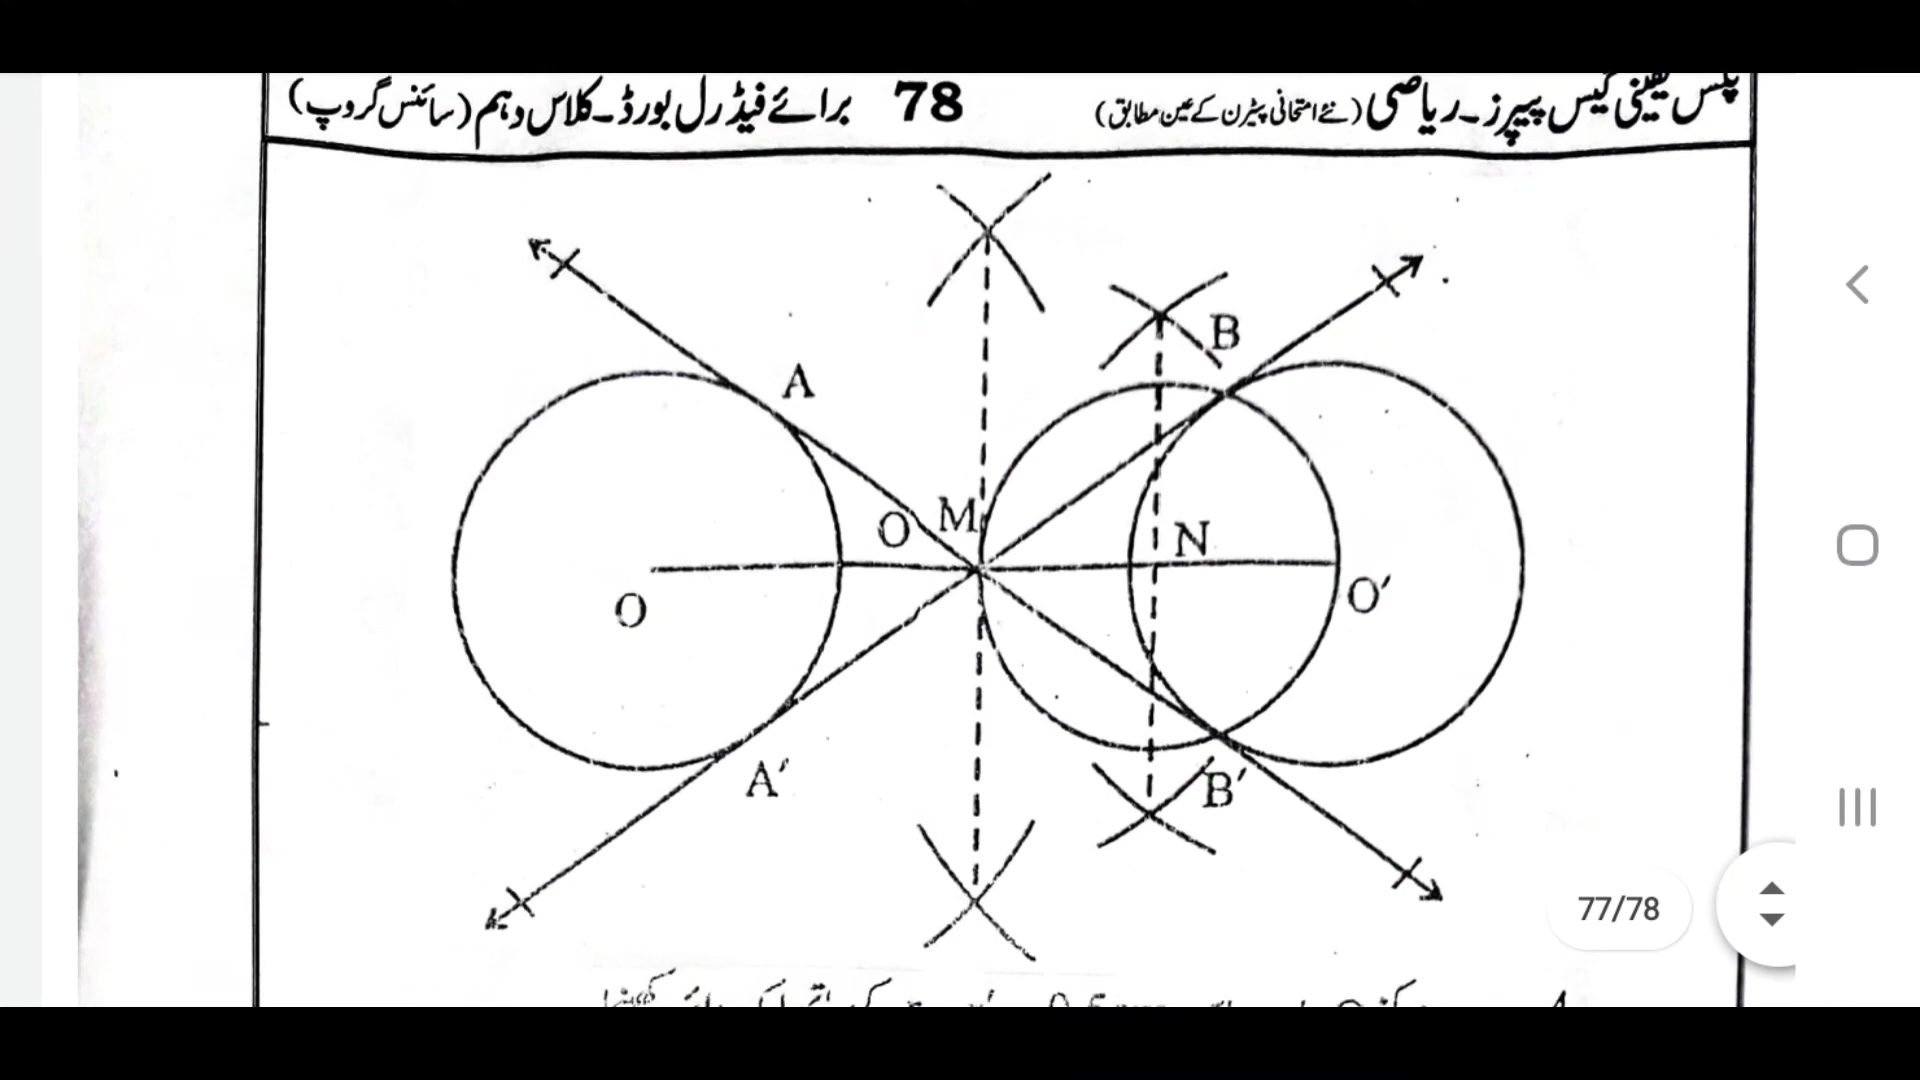 پلس یقینی گیس پیپرز۔ریاضی (نئے امتحانی پیٹرن کے عین مطابق) 78 برائے فیڈرل بورڈ۔کلاس دہم (سائنس گروپ)
B
A
O M N
O O′
A′ B′
77/78